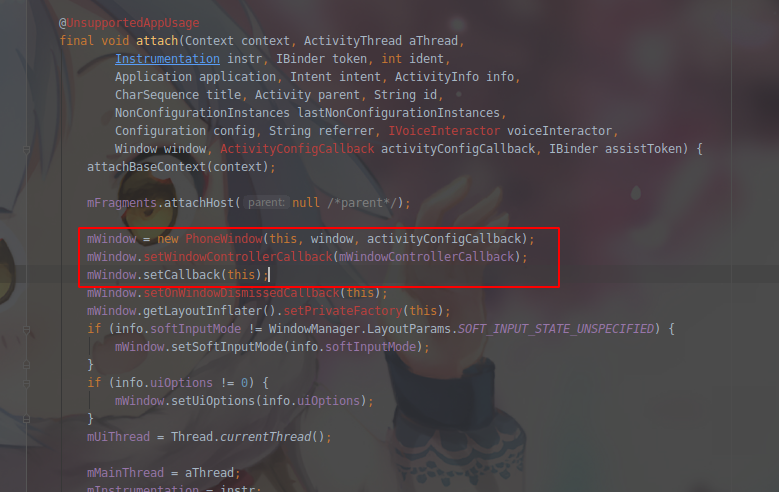 @UnsupportedAppUsage
final void attach(Context context, ActivityThread aThread,
Instrumentation instr, IBinder token, int ident,
Application application, Intent intent, ActivityInfo info,
CharSequence title, Activity parent, String id,
NonConfigurationInstances lastNonConfigurationInstances,
Configuration config, String referrer, IVoiceInteractor voiceInteractor,
Window window, ActivityConfigCallback activityConfigCallback, IBinder assistToken) {
attachBaseContext(context);
mFragments.attachHost( parent: null /*parent*/);
mWindow = new PhoneWindow(this, window, activityConfigCallback);
mWindow.setWindowControllerCallback(mWindowControllerCallback);
mWindow.setCallback(this);
mWindow.setOnWindowDismissedCallback(this);
mWindow.getLayoutInflater().setPrivateFactory(this);
if (info.softInputMode != WindowManager.LayoutParams.SOFT_INPUT_STATE_UNSPECIFIED) {
mWindow.setSoftInputMode(info.softInputMode);
}
if (info.uiOptions != 0) {
mWindow.setUiOptions(info.uiOptions);
}
mUiThread = Thread.currentThread();
mMainThread = aThread;
mInstrumentation = instr;